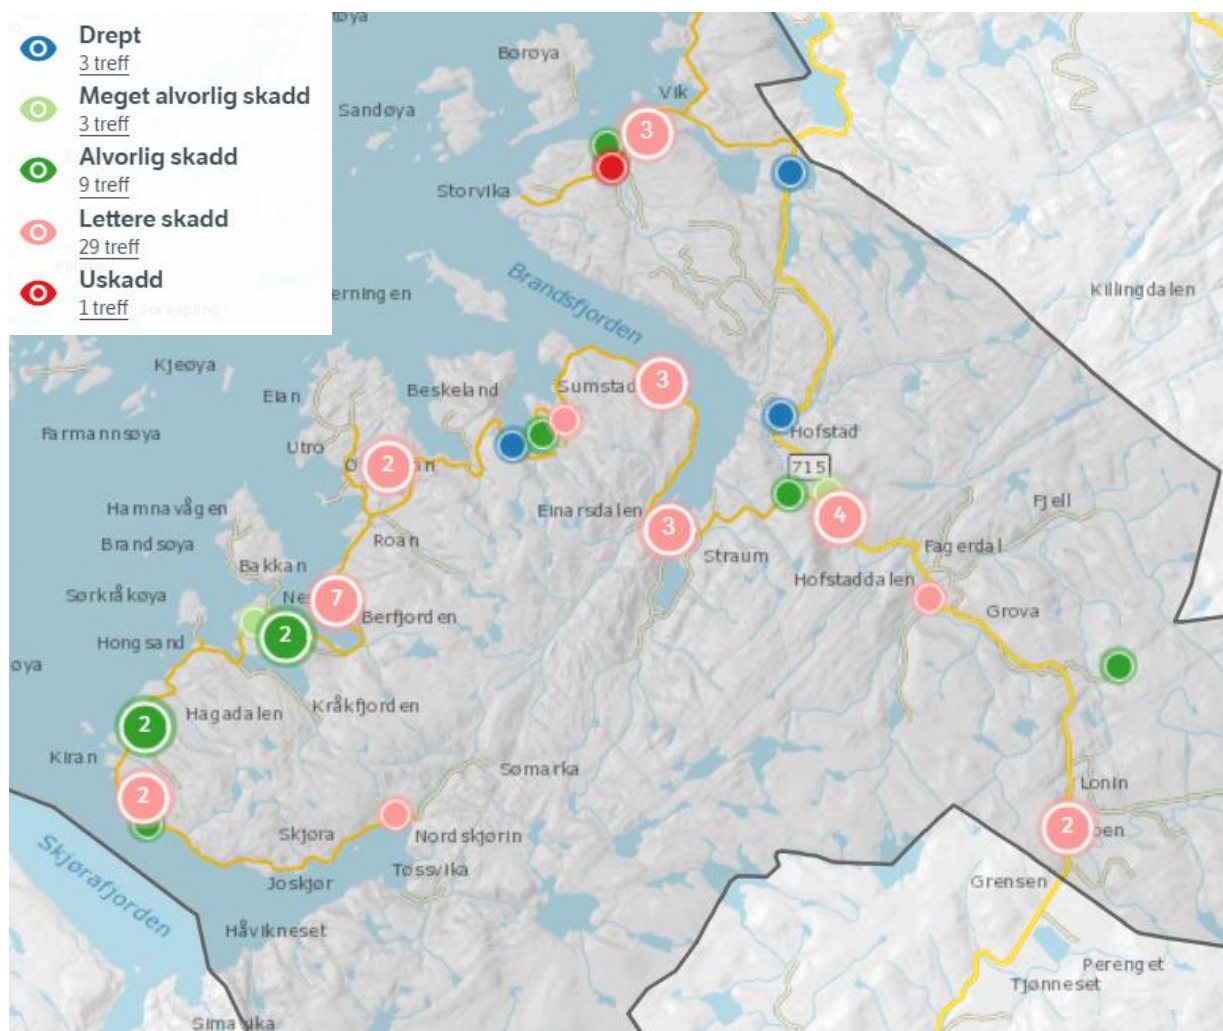 Drept
3 treff
Meget alvorlig skadd
3 treff
Alvorlig skadd
9 treff
Lettere skadd
29 treff
Uskadd
1 treff
Borøya
Vik
Sandøya
3
Storvika
Brandsfjorden
Killingdalen
Kjeøya
Beskeland
Sumstad
3
Elan
Farmannsøya
Utro
Hofstad
2
715
Hamnavågen
Einarsdalen
3
4
Fjell
Brandsøya
Roan
Straum
Fagerdal
Bakkan
Hofstaddalen
Sørkråkøya
7
Berfjorden
Grova
Hongsand
2
Kråkfjorden
Hagadalen
2
Kiran
Sømarka
Lonin
2
Skjøra
Nordskjørin
2
Skjørafjorden
Joskjør
Tøssvika
Grensen
Håvikneset
Perenget
Tjønneset